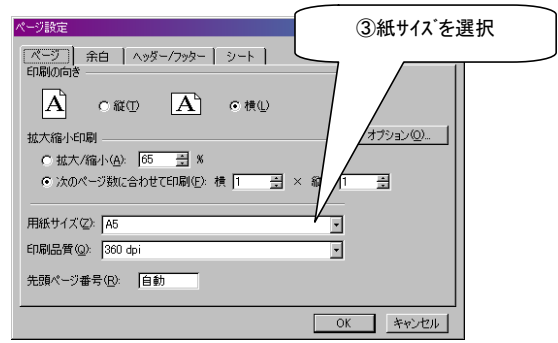 ページ設定
③紙サイズを選択
ページ 余白 ヘッダー/フッター シート
印刷の向き
A 縦(T) A 横(L)
拡大縮小印刷
オプション(O)...
拡大/縮小(A): 65 %
次のページ数に合わせて印刷(F): 横 1 × 縦 1
用紙サイズ(Z): A5
印刷品質(Q): 360 dpi
先頭ページ番号(R): 自動
OK キャンセル